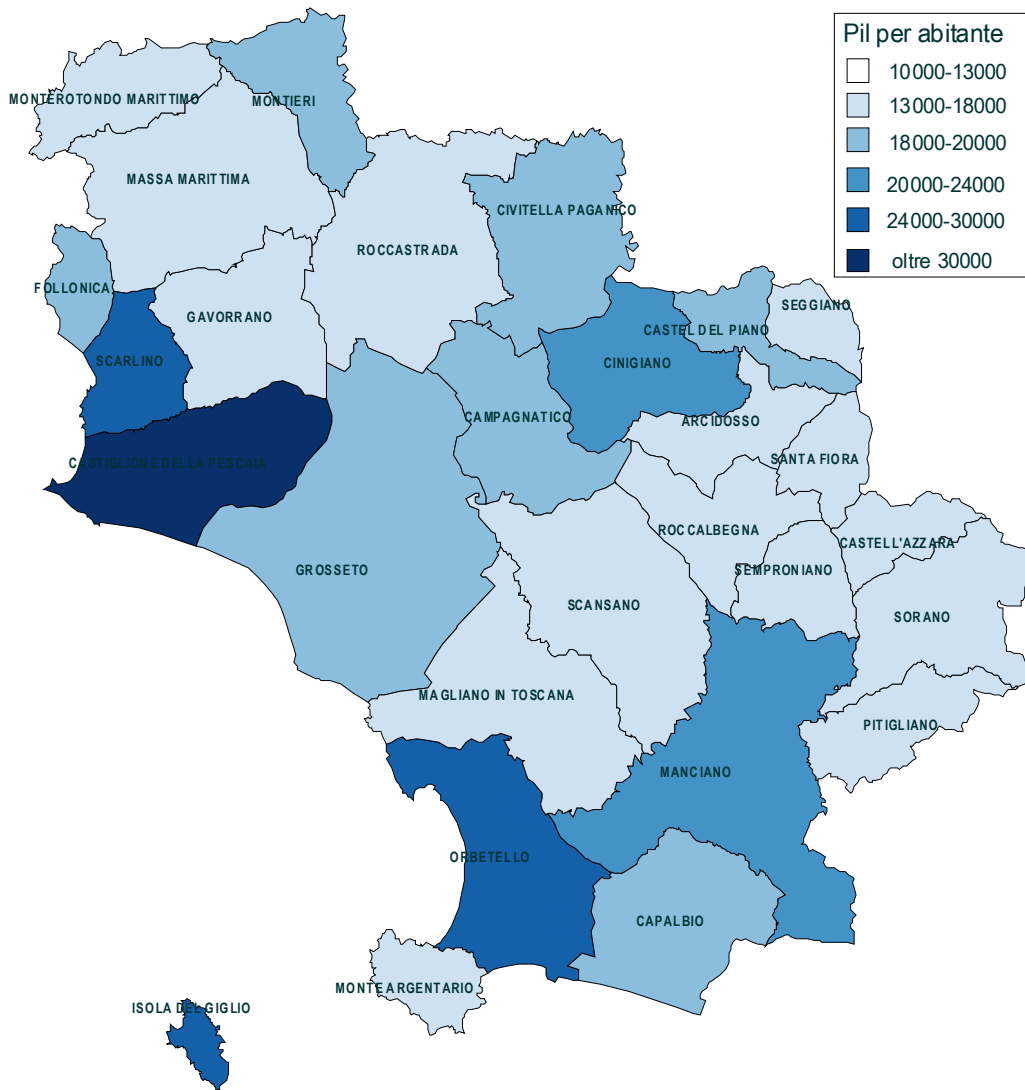 Pil per abitante
10000-13000
13000-18000
18000-20000
20000-24000
24000-30000
oltre 30000
MONTEROTONDO MARITTIMO
MONTIERI
MASSA MARITTIMA
CIVITELLA PAGANICO
ROCCASTRADA
FOLLONICA
GAVORRANO
SEGGIANO
CASTEL DEL PIANO
SCARLINO
CINIGIANO
CAMPAGNATICO
ARCIDOSSO
CASTIGLIONE DELLA PESCAIA
SANTA FIORA
ROCCALBEGNA
CASTELL'AZZARA
GROSSETO
SEMPRONIANO
SCANSANO
SORANO
MAGLIANO IN TOSCANA
PITIGLIANO
MANCIANO
ORBETELLO
CAPALBIO
MONTE ARGENTARIO
ISOLA DEL GIGLIO